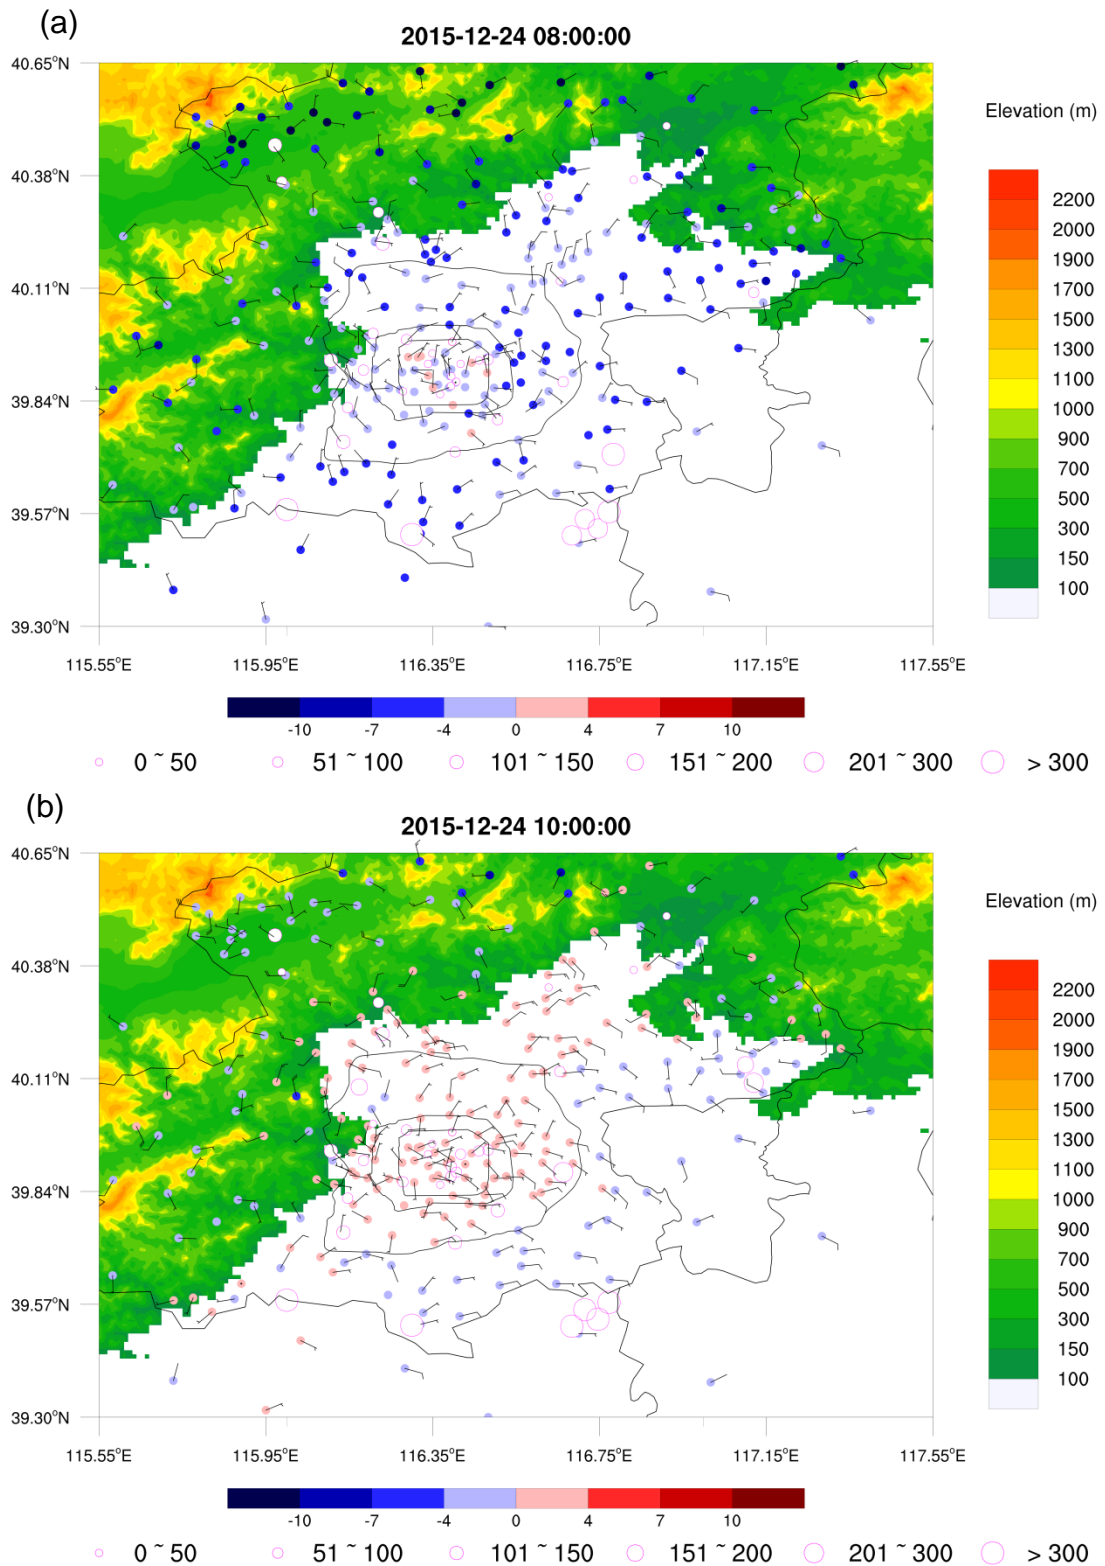 (a)
2015-12-24 08:00:00
40.65°N
40.38°N
40.11°N
39.84°N
39.57°N
39.30°N
115.55°E 115.95°E 116.35°E 116.75°E 117.15°E 117.55°E
Elevation (m)
2200
2000
1900
1700
1500
1300
1100
1000
900
700
500
300
150
100
-10 -7 -4 0 4 7 10
0 ~ 50 51 ~ 100 101 ~ 150 151 ~ 200 201 ~ 300 > 300
(b)
2015-12-24 10:00:00
40.65°N
40.38°N
40.11°N
39.84°N
39.57°N
39.30°N
115.55°E 115.95°E 116.35°E 116.75°E 117.15°E 117.55°E
Elevation (m)
2200
2000
1900
1700
1500
1300
1100
1000
900
700
500
300
150
100
-10 -7 -4 0 4 7 10
0 ~ 50 51 ~ 100 101 ~ 150 151 ~ 200 201 ~ 300 > 300